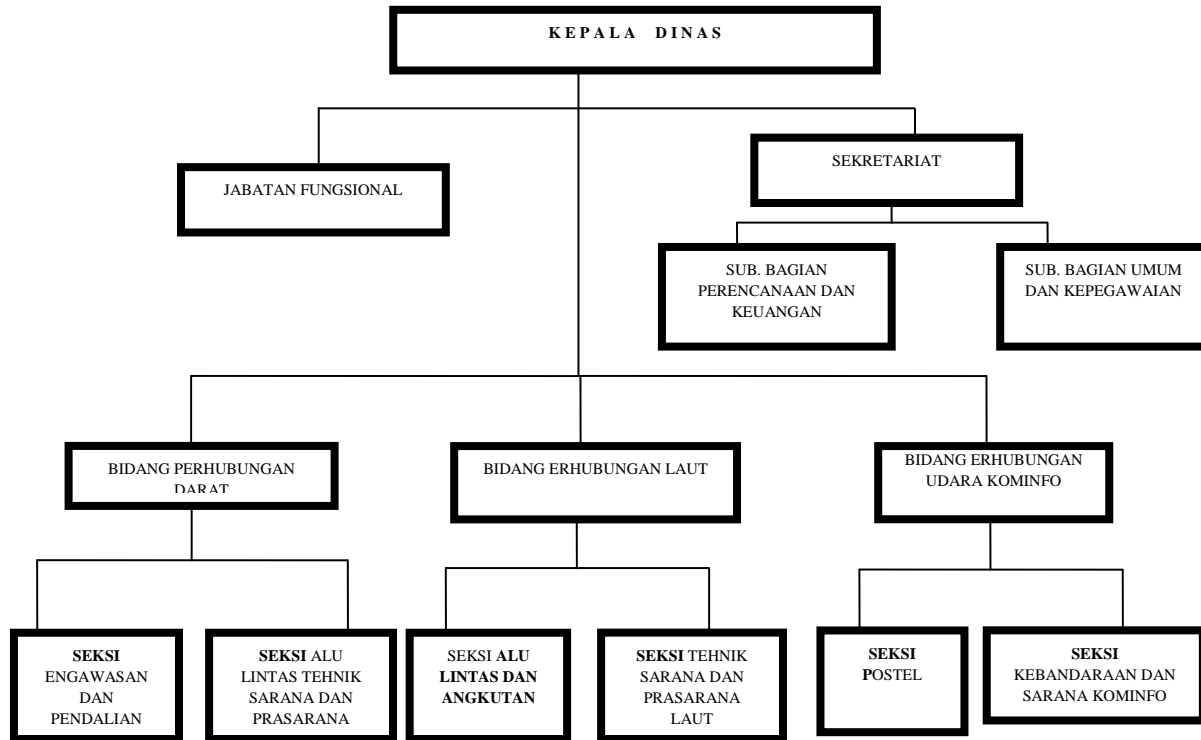 KEPALA DINAS
SEKRETARIAT
JABATAN FUNGSIONAL
SUB. BAGIAN
PERENCANAAN DAN
KEUANGAN
SUB. BAGIAN UMUM
DAN KEPEGAWAIAN
BIDANG PERHUBUNGAN
DARAT
BIDANG ERHUBUNGAN LAUT
BIDANG ERHUBUNGAN
UDARA KOMINFO
SEKSI
ENGAWASAN
DAN
PENDALIAN
SEKSI ALU
LINTAS TEHNIK
SARANA DAN
PRASARANA
SEKSI ALU
LINTAS DAN
ANGKUTAN
SEKSI TEHNIK
SARANA DAN
PRASARANA
LAUT
SEKSI
POSTEL
SEKSI
KEBANDARAAN DAN
SARANA KOMINFO